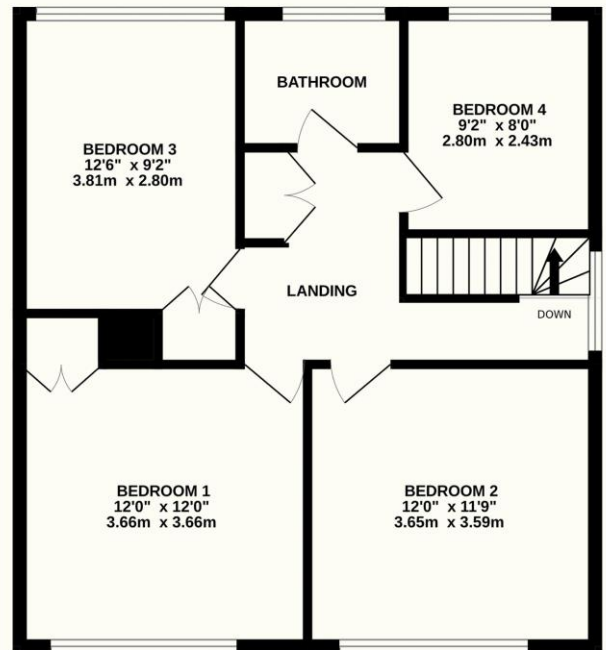 BATHROOM
BEDROOM 4
9'2" x 8'0"
2.80m x 2.43m
BEDROOM 3
12'6" x 9'2"
3.81m x 2.80m
LANDING
DOWN
BEDROOM 1
12'0" x 12'0"
3.66m x 3.66m
BEDROOM 2
12'0" x 11'9"
3.65m x 3.59m